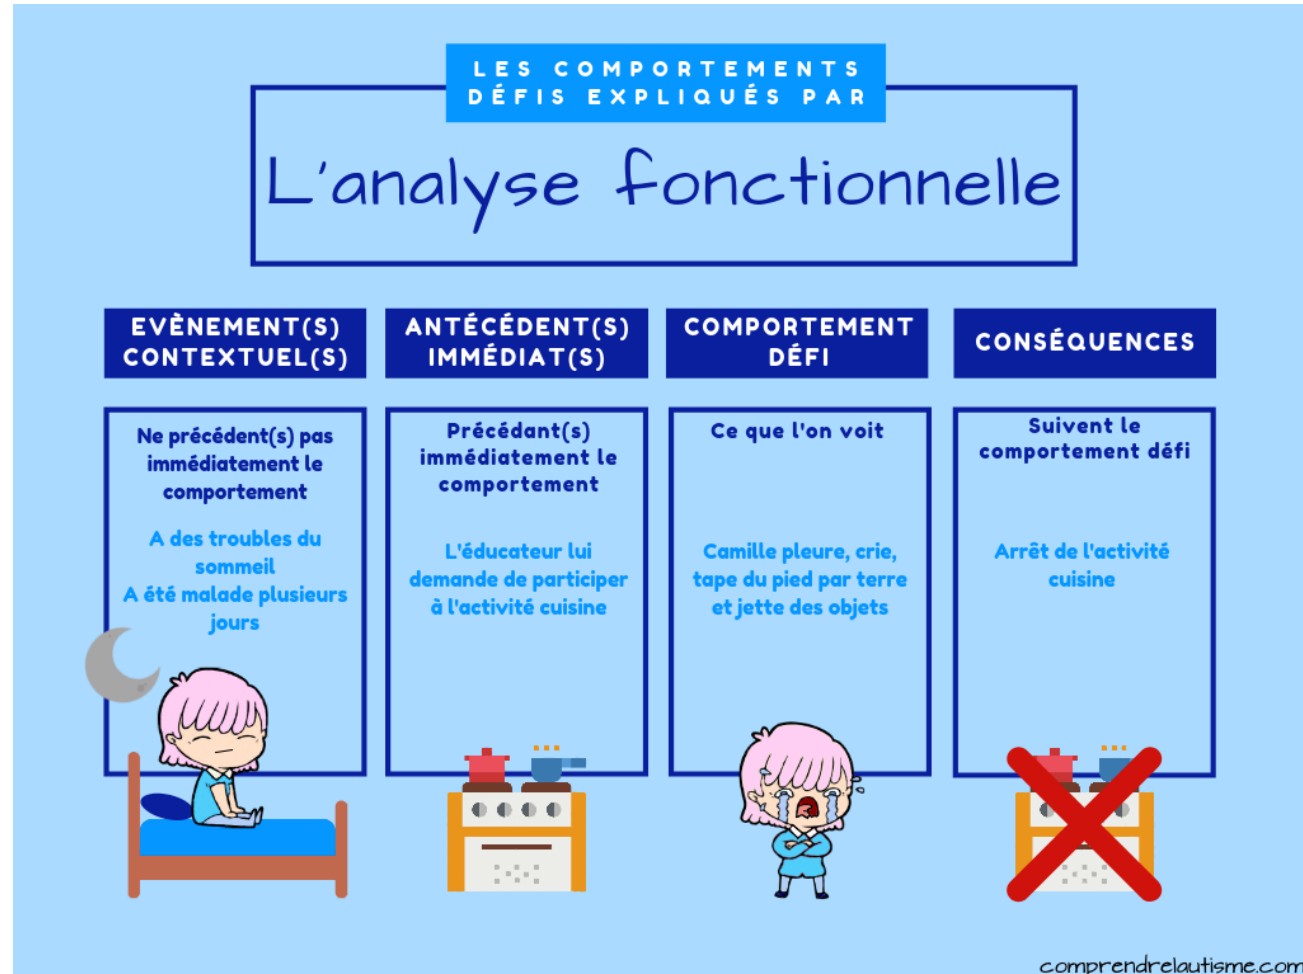 LES COMPORTEMENTS
DÉFIS EXPLIQUÉS PAR
L'analyse fonctionnelle
EVÈNEMENT(S)
CONTEXTUEL(S)
Ne précédent(s) pas
immédiatement le
comportement
A des troubles du
sommeil
A été malade plusieurs
jours
ANTÉCÉDENT(S)
IMMÉDIAT(S)
Précédant(s)
immédiatement le
comportement
L'éducateur lui
demande de participer
à l'activité cuisine
COMPORTEMENT
DÉFI
Ce que l'on voit
Camille pleure, crie,
tape du pied par terre
et jette des objets
CONSÉQUENCES
Suivent le
comportement défi
Arrêt de l'activité
cuisine
comprendrelautisme.com